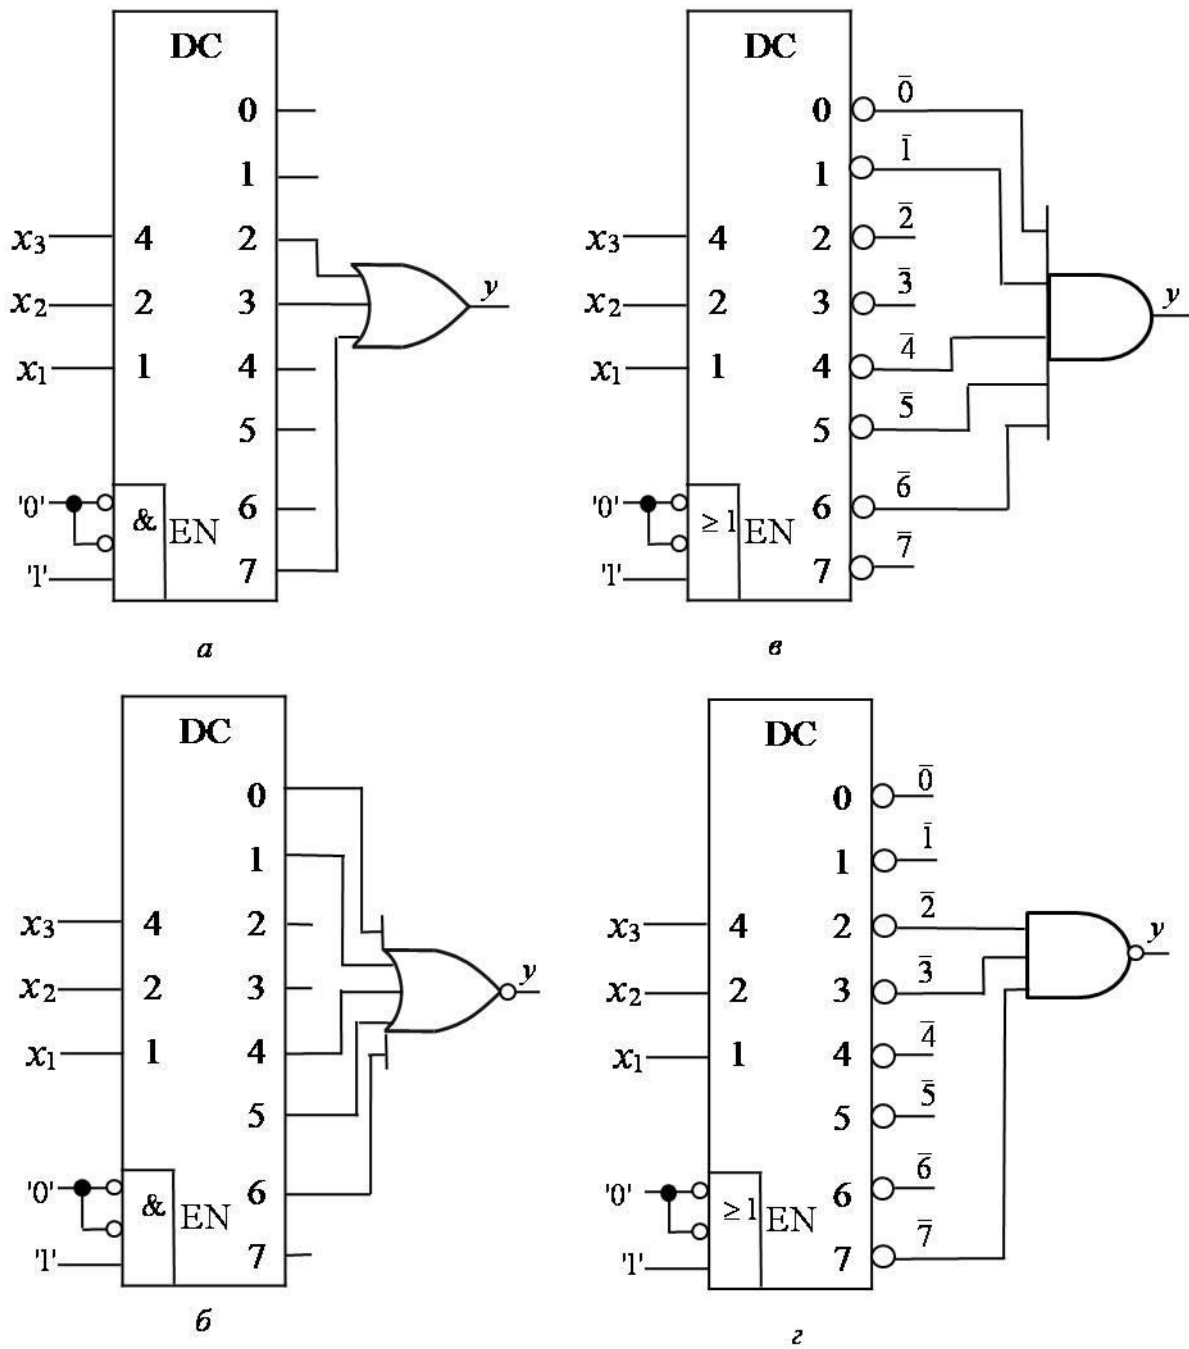 DC
0
1
x₃ 4 2
x₂ 2 3 y
x₁ 1 4
5
'0' & EN 6
'1' 7
а
DC
0 0̅
1 1̅
x₃ 4 2 2̅
x₂ 2 3 3̅ y
x₁ 1 4 4̅
5 5̅
'0' ≥1 EN 6 6̅
'1' 7 7̅
в
DC
0
1
x₃ 4 2
x₂ 2 3 y
x₁ 1 4
5
'0' & EN 6
'1' 7
б
DC
0 0̅
1 1̅
x₃ 4 2 2̅ y
x₂ 2 3 3̅
x₁ 1 4 4̅
5 5̅
'0' ≥1 EN 6 6̅
'1' 7 7̅
г